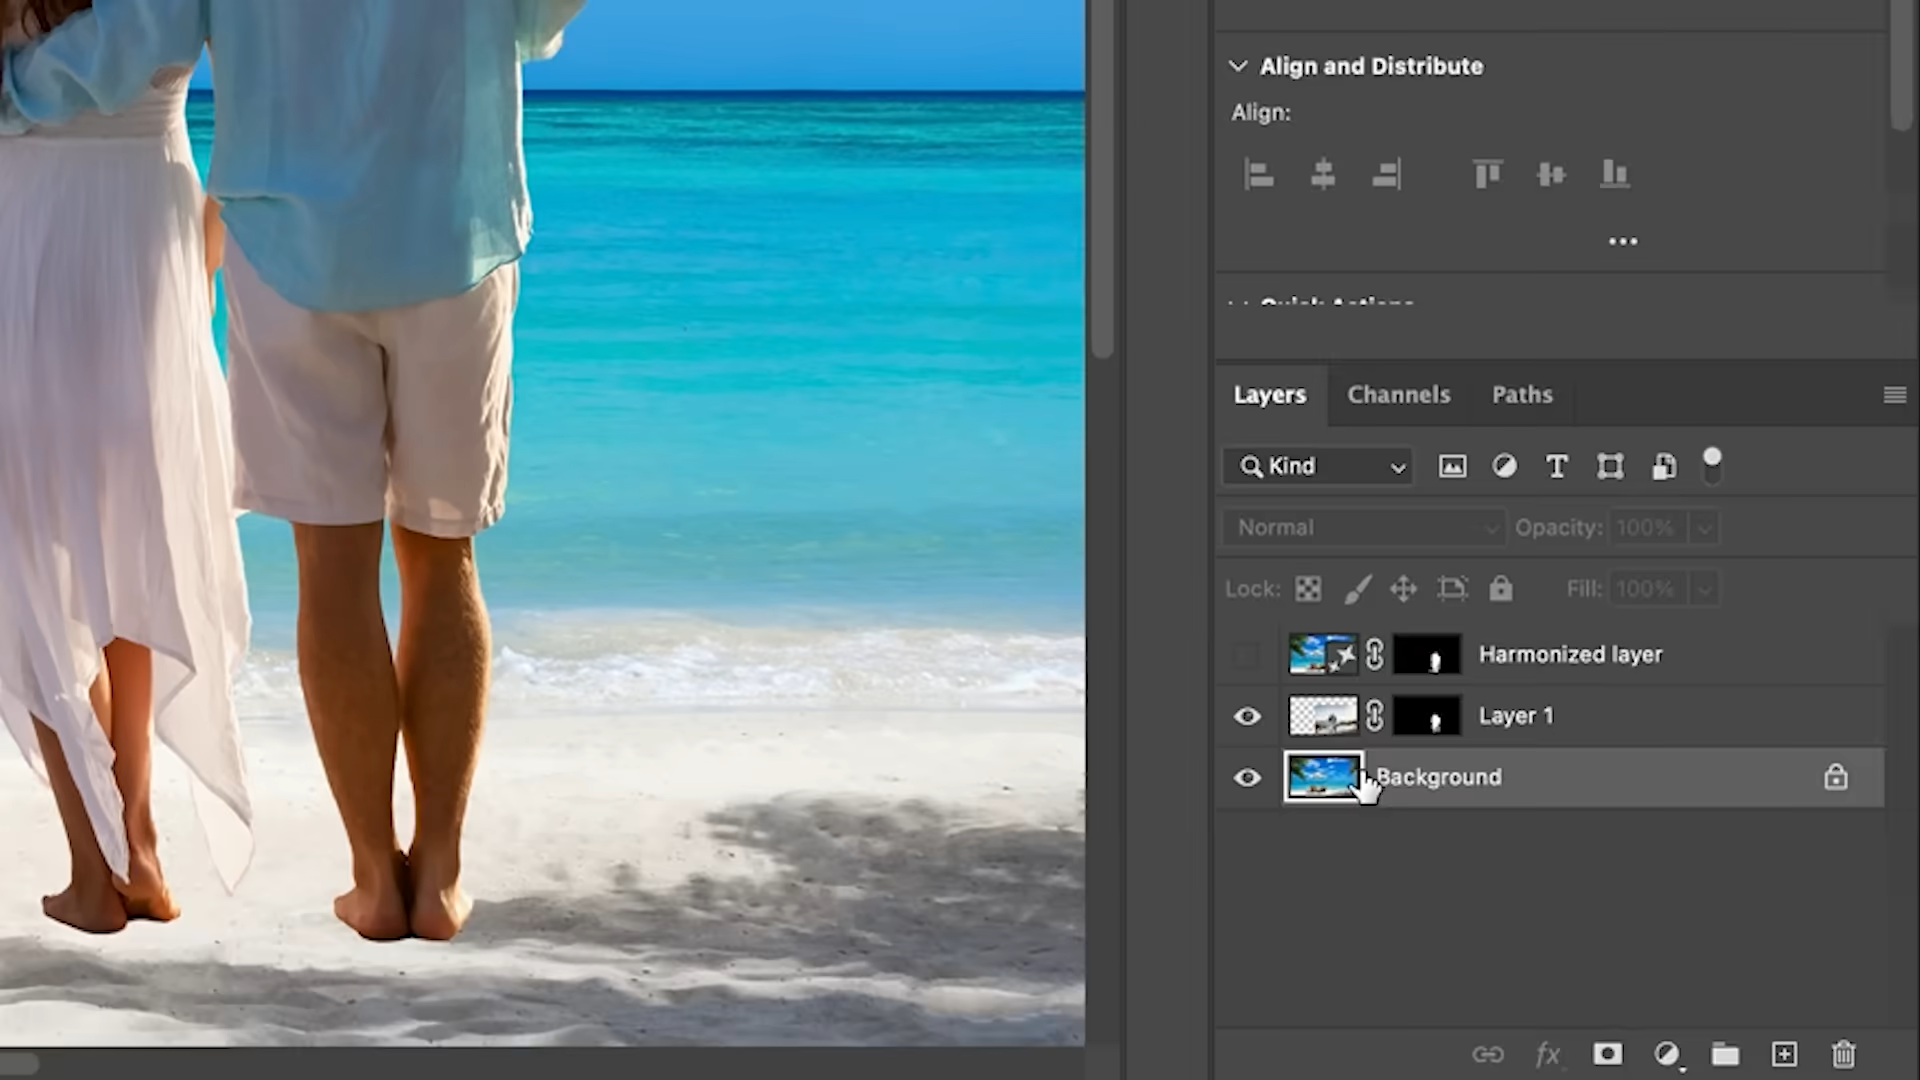 Align and Distribute
Align:
Quick Actions
Layers Channels Paths
Kind
Normal Opacity: 100%
Lock: Fill: 100%
Harmonized layer
Layer 1
Background
fx